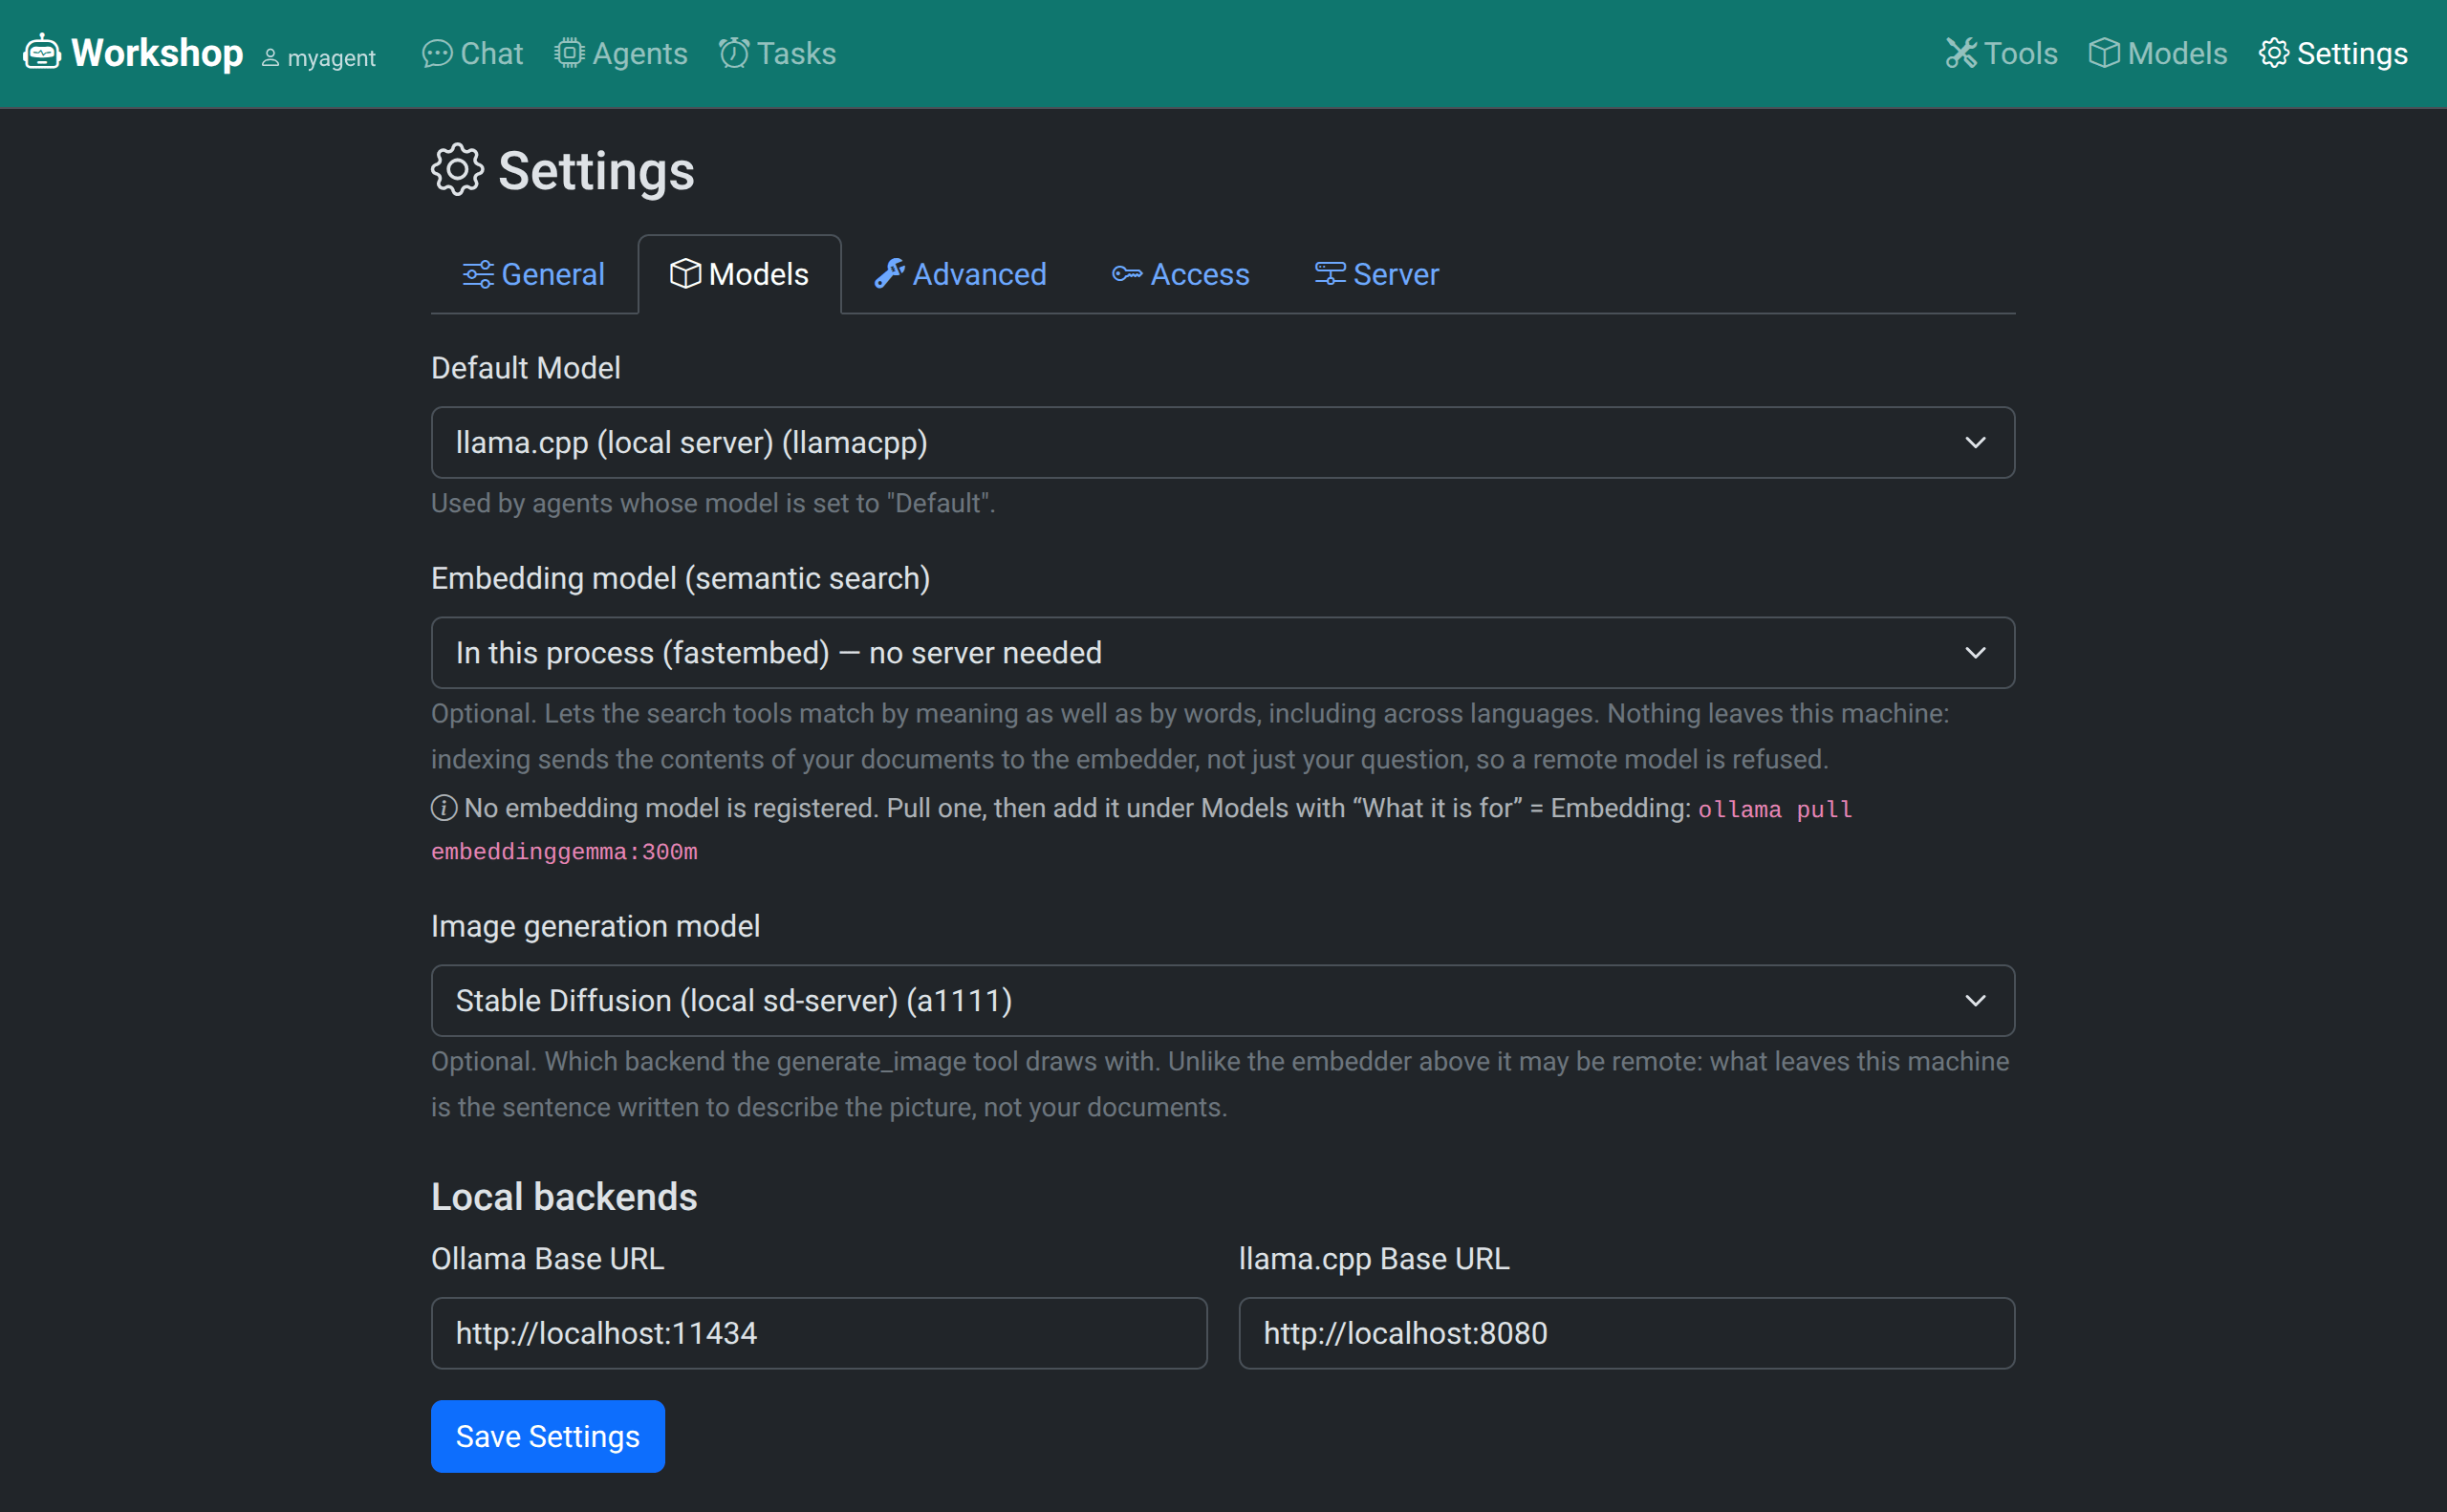 Workshop myagent Chat Agents Tasks Tools Models Settings
Settings
General Models Advanced Access Server
Default Model
llama.cpp (local server) (llamacpp)
Used by agents whose model is set to "Default".
Embedding model (semantic search)
In this process (fastembed) — no server needed
Optional. Lets the search tools match by meaning as well as by words, including across languages. Nothing leaves this machine:
indexing sends the contents of your documents to the embedder, not just your question, so a remote model is refused.
No embedding model is registered. Pull one, then add it under Models with “What it is for” = Embedding: ollama pull
embeddinggemma:300m
Image generation model
Stable Diffusion (local sd-server) (a1111)
Optional. Which backend the generate_image tool draws with. Unlike the embedder above it may be remote: what leaves this machine
is the sentence written to describe the picture, not your documents.
Local backends
Ollama Base URL llama.cpp Base URL
http://localhost:11434 http://localhost:8080
Save Settings